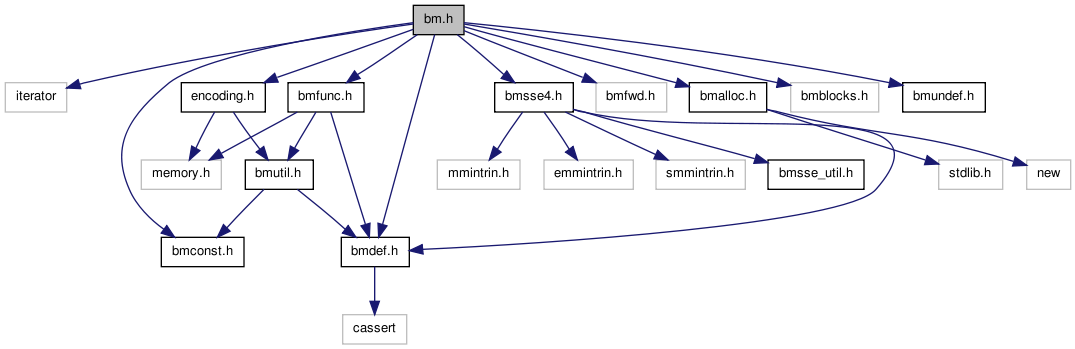 bm.h
iterator
encoding.h
bmfunc.h
bmsse4.h
bmfwd.h
bmalloc.h
bmblocks.h
bmundef.h
memory.h
bmutil.h
mmintrin.h
emmintrin.h
smmintrin.h
bmsse_util.h
stdlib.h
new
bmconst.h
bmdef.h
cassert